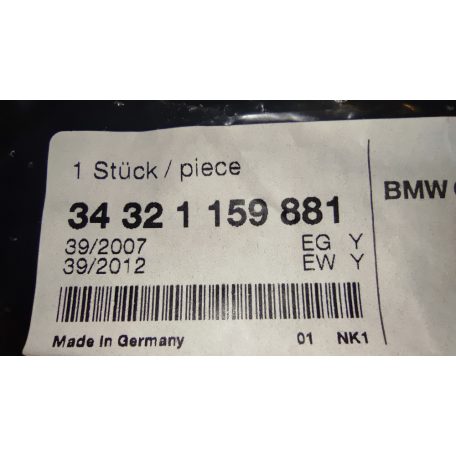 1 Stück / piece
BMW
34 32 1 159 881
39/2007 EG Y
39/2012 EW Y
Made In Germany 01 NK1